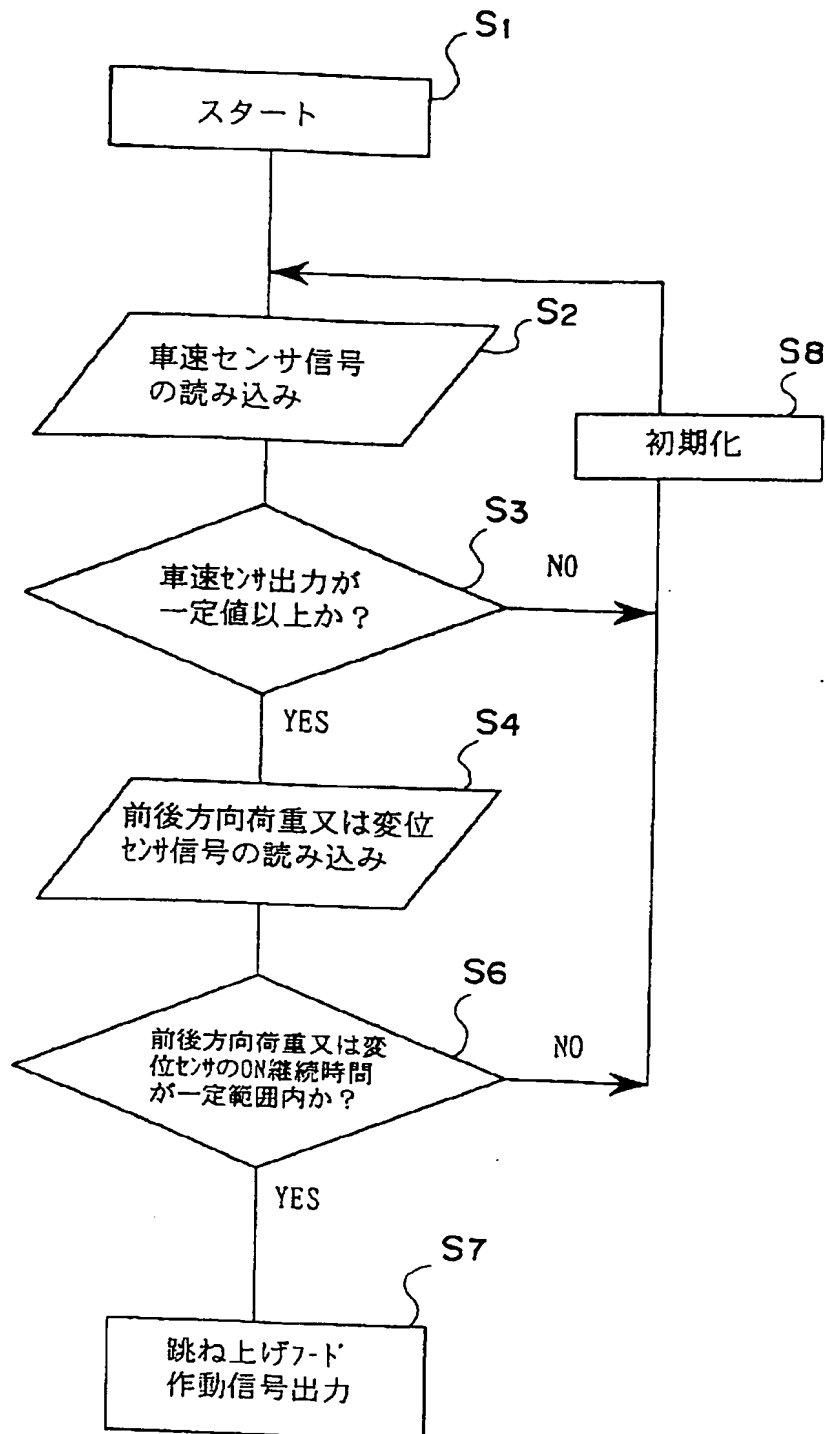 S1
スタート
S2
車速センサ信号
の読み込み
S8
初期化
S3
車速ｾﾝｻ出力が
一定値以上か？
NO
YES
S4
前後方向荷重又は変位
ｾﾝｻ信号の読み込み
S6
前後方向荷重又は変
位ｾﾝｻのON継続時間
が一定範囲内か？
NO
YES
S7
跳ね上げﾌｰﾄﾞ
作動信号出力